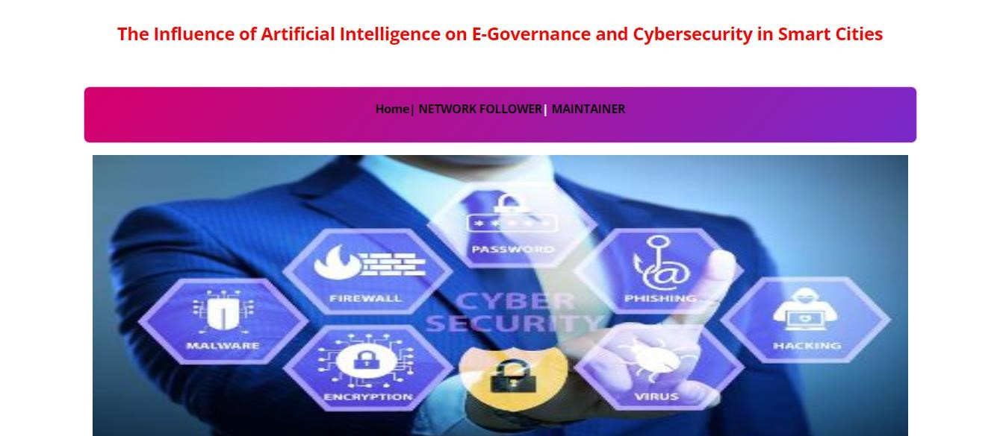 The Influence of Artificial Intelligence on E-Governance and Cybersecurity in Smart Cities
Home| NETWORK FOLLOWER| MAINTAINER
* * * * *
PASSWORD
FIREWALL
PHISHING
CYBER
SECURITY
MALWARE
HACKING
ENCRYPTION
VIRUS